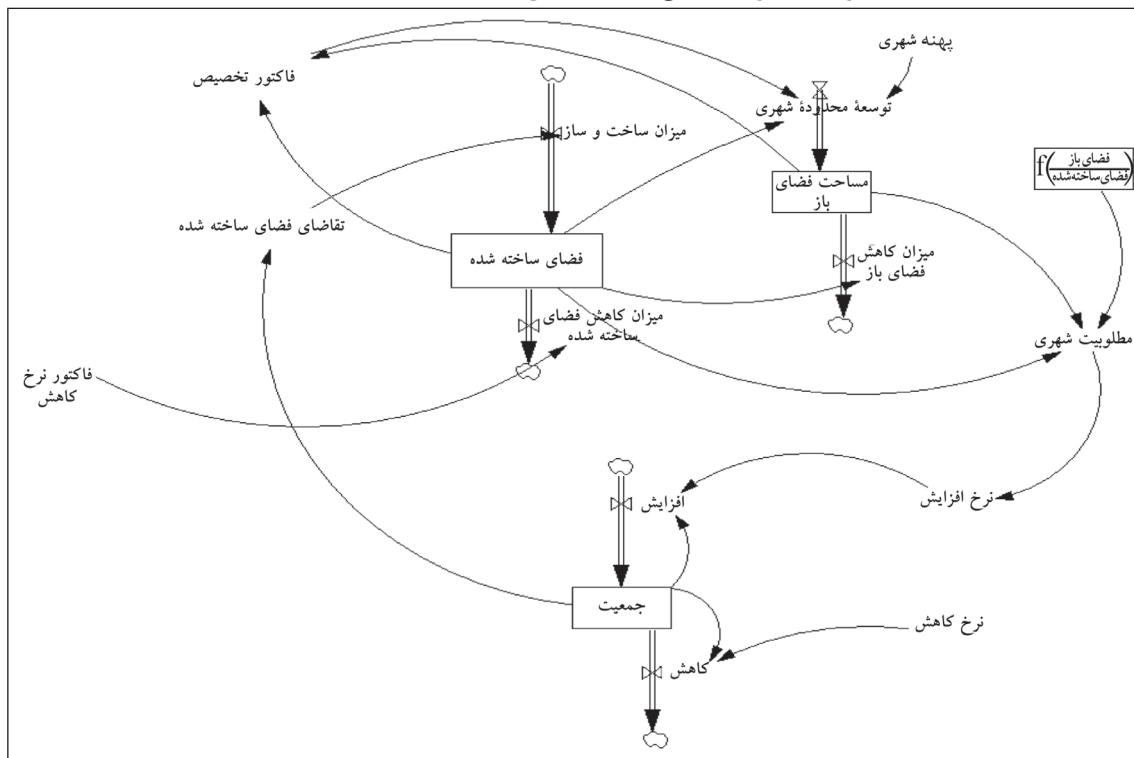 پهنه شهری
فاکتور تخصیص
توسعهٔ محدودهٔ شهری
میزان ساخت و ساز
مساحت فضای
باز
f(فضای باز
فضای ساخته شده)
تقاضای فضای ساخته شده
فضای ساخته شده
میزان کاهش
فضای باز
میزان کاهش فضای
ساخته شده
مطلوبیت شهری
فاکتور نرخ
کاهش
افزایش
نرخ افزایش
جمعیت
نرخ کاهش
کاهش